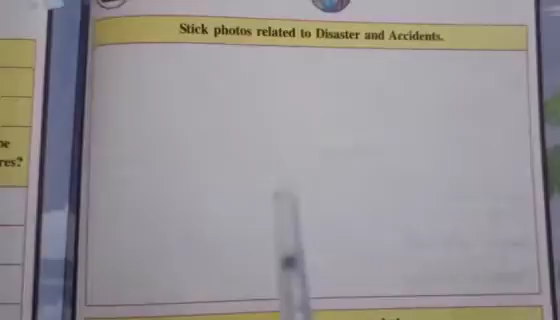 Stick photos related to Disaster and Accidents.
res?